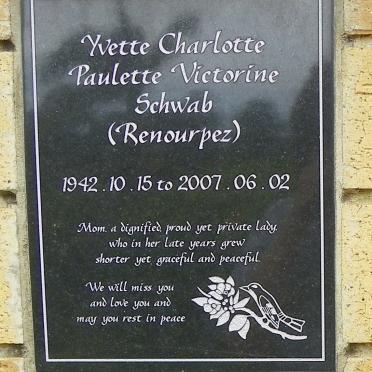 Yvette Charlotte
Paulette Victorine
Schwab
(Renourpez)
1942 . 10 . 15 to 2007 . 06 . 02
Mom, a dignified, proud yet private lady,
who in her late years grew
shorter yet graceful and peaceful.
We will miss you
and love you and
may you rest in peace